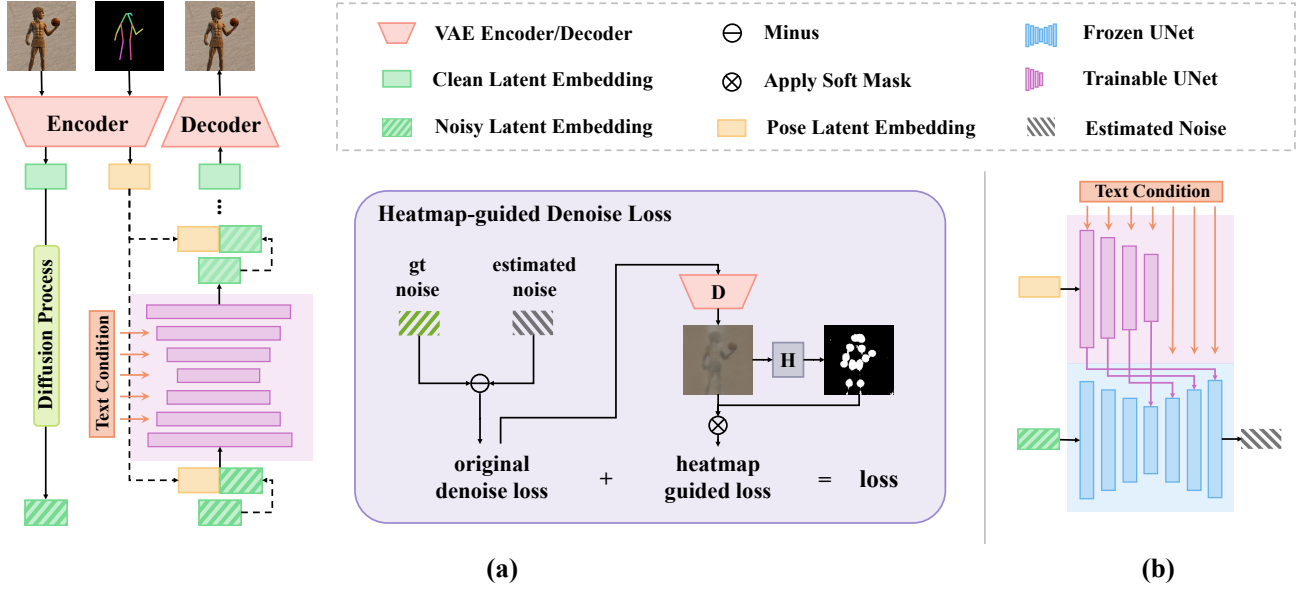 VAE Encoder/Decoder
Minus
Frozen UNet
Clean Latent Embedding
Apply Soft Mask
Trainable UNet
Noisy Latent Embedding
Pose Latent Embedding
Estimated Noise
Encoder
Decoder
Diffusion Process
Text Condition
Heatmap-guided Denoise Loss
gt
noise
estimated
noise
D
H
original
denoise loss
+
heatmap
guided loss
=
loss
(a)
Text Condition
(b)